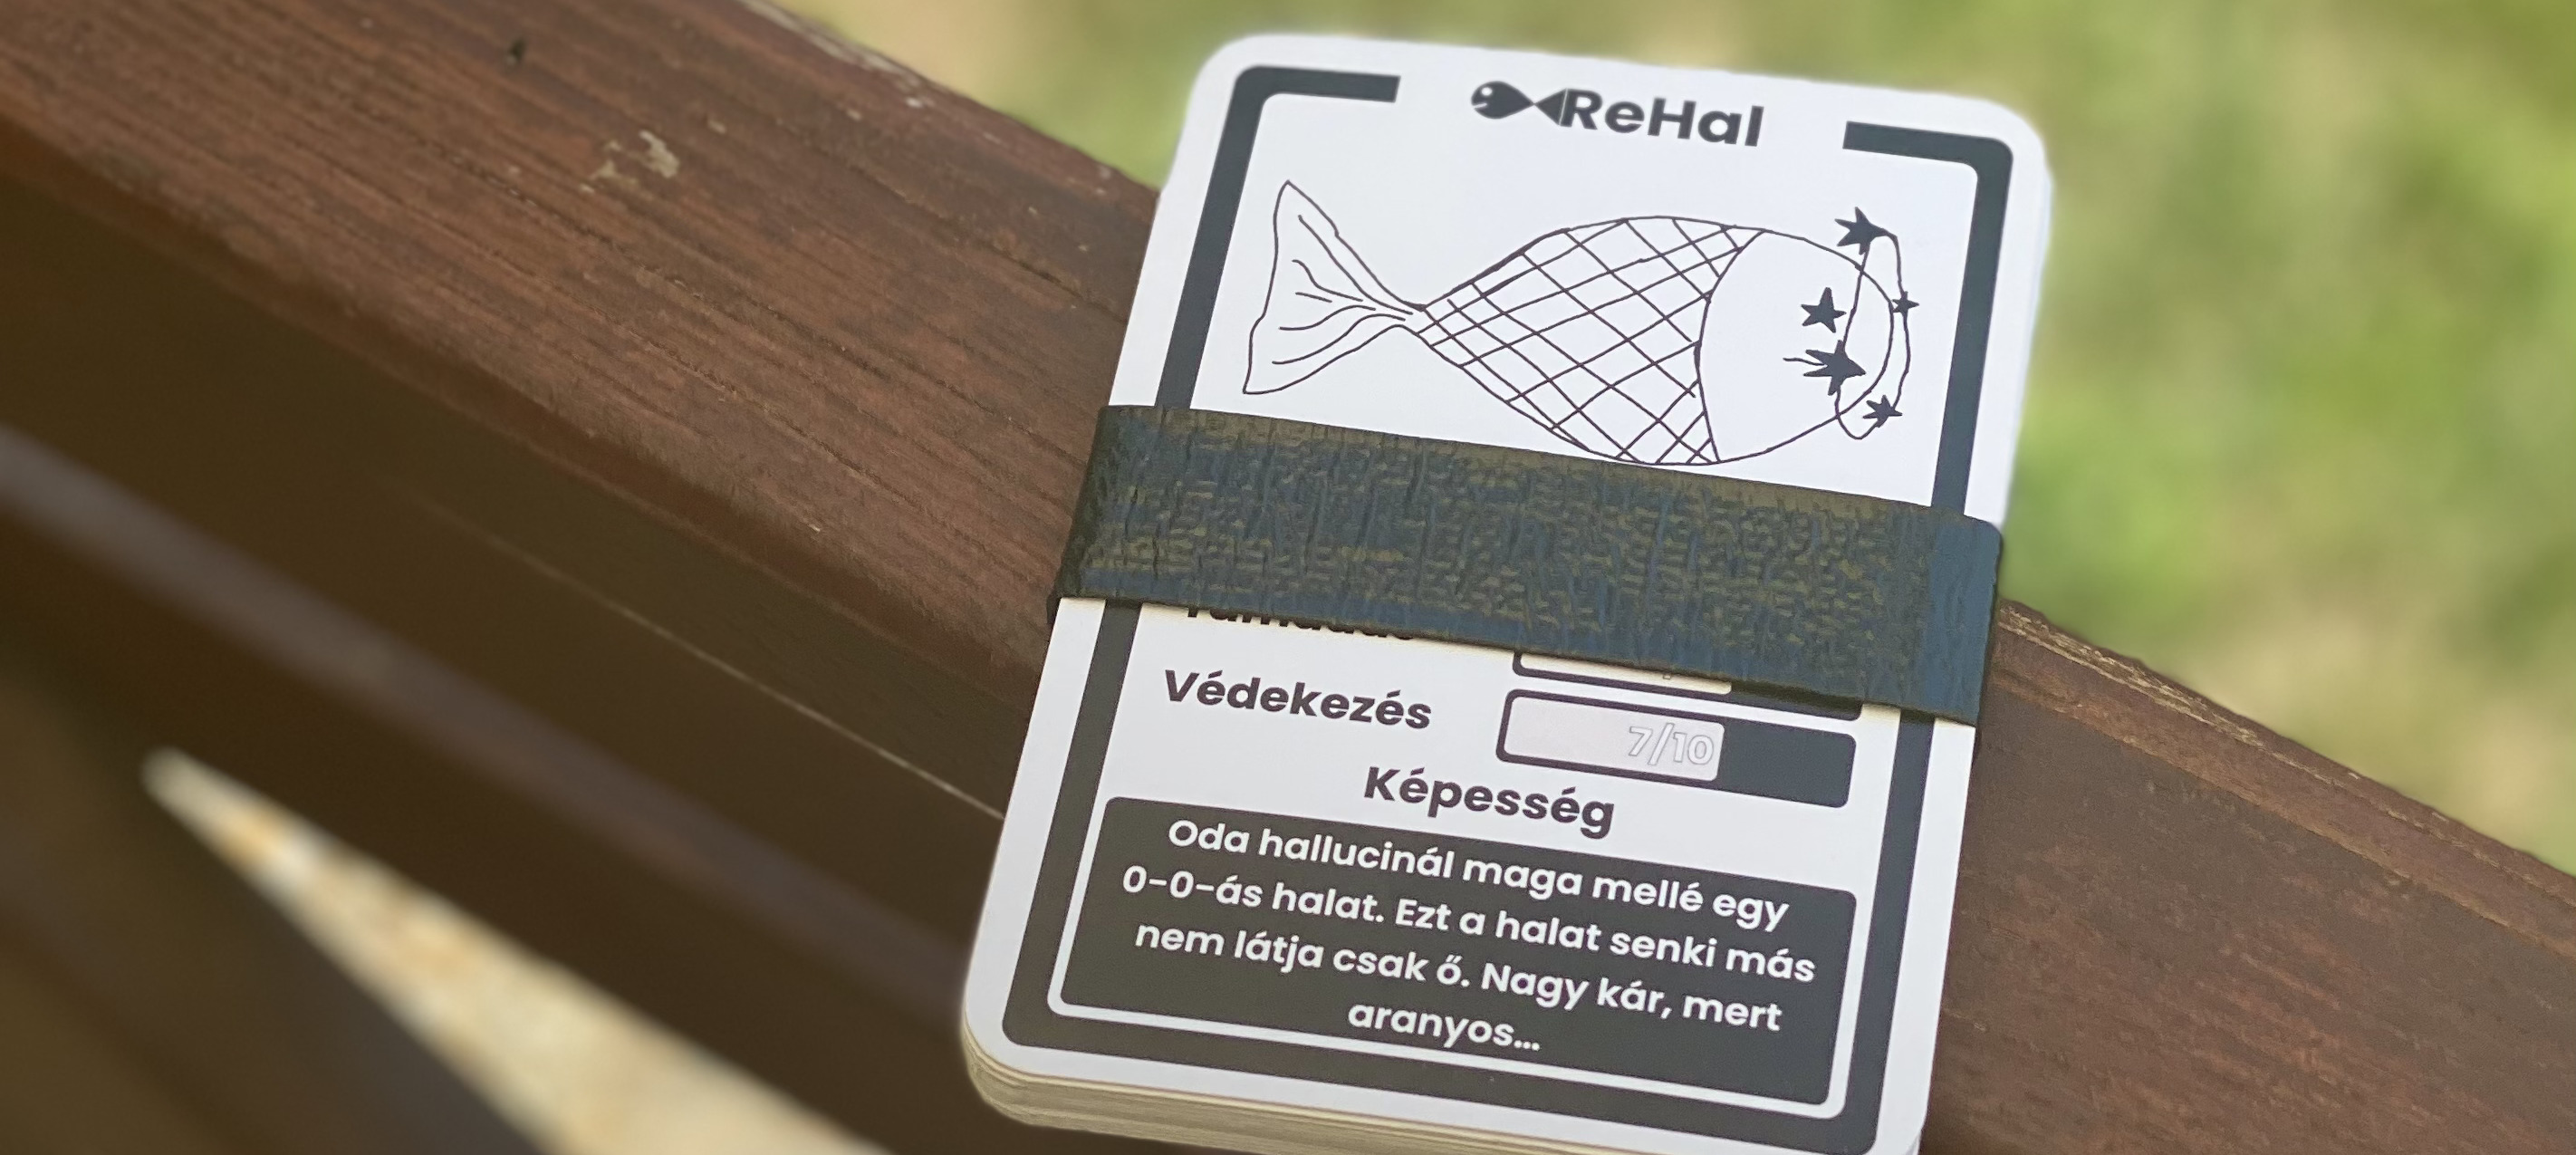 ReHal
Védekezés
7/10
Képesség
Oda hallucinál maga mellé egy
0-0-ás halat. Ezt a halat senki más
nem látja csak ő. Nagy kár, mert
aranyos...